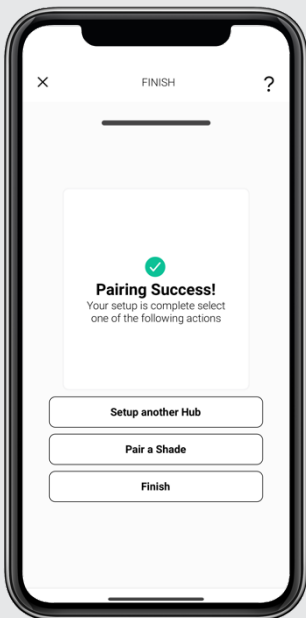 FINISH
?
Pairing Success!
Your setup is complete select
one of the following actions
Setup another Hub
Pair a Shade
Finish